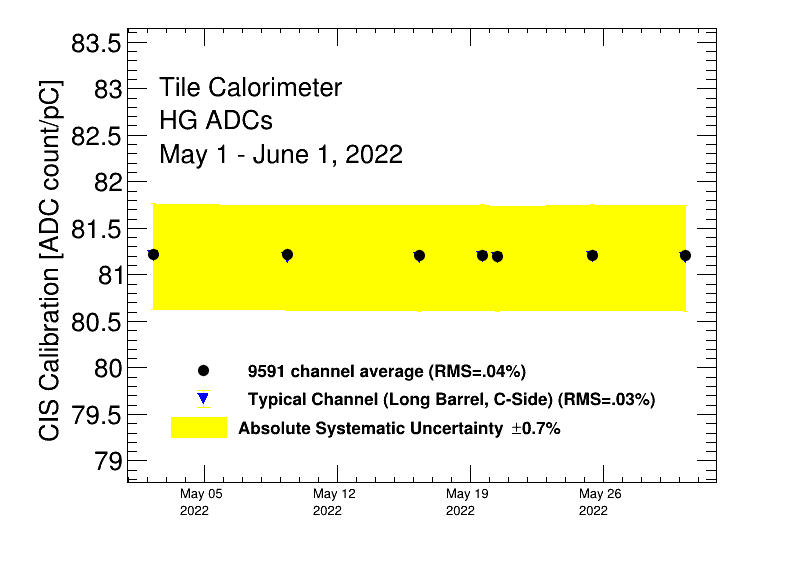 83.5
83
82.5
82
81.5
81
80.5
80
79.5
79
CIS Calibration [ADC count/pC]
Tile Calorimeter
HG ADCs
May 1 - June 1, 2022
9591 channel average (RMS=.04%)
Typical Channel (Long Barrel, C-Side) (RMS=.03%)
Absolute Systematic Uncertainty ±0.7%
May 05 May 12 May 19 May 26
2022 2022 2022 2022